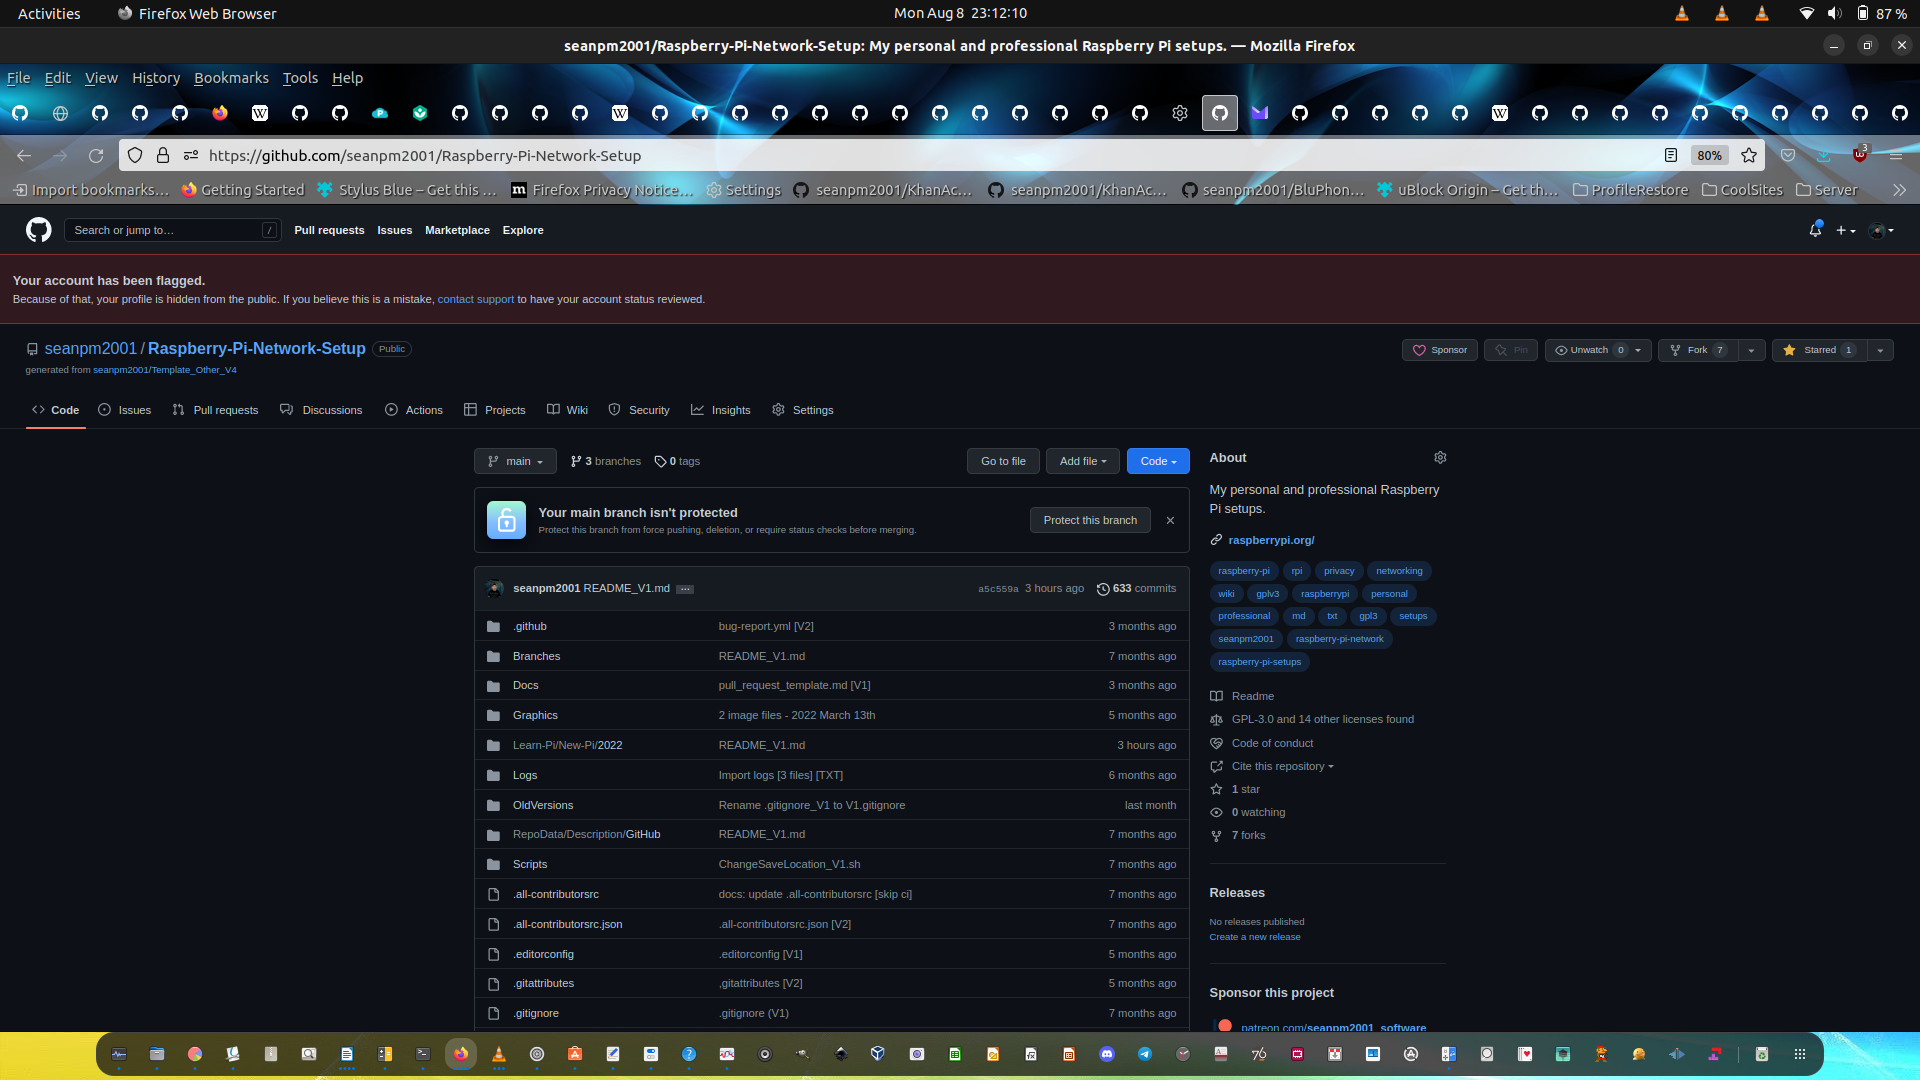 Activities
Firefox Web Browser
Mon Aug 8 23:12:10
87 %
seanpm2001/Raspberry-Pi-Network-Setup: My personal and professional Raspberry Pi setups. — Mozilla Firefox
File Edit View History Bookmarks Tools Help
https://github.com/seanpm2001/Raspberry-Pi-Network-Setup
80%
3
Import bookmarks… Getting Started Stylus Blue – Get this … Firefox Privacy Notice… Settings seanpm2001/KhanAc… seanpm2001/KhanAc… seanpm2001/BluPhon… uBlock Origin – Get th… ProfileRestore CoolSites Server
Search or jump to… /
Pull requests Issues Marketplace Explore
Your account has been flagged.
Because of that, your profile is hidden from the public. If you believe this is a mistake, contact support to have your account status reviewed.
seanpm2001 / Raspberry-Pi-Network-Setup Public
generated from seanpm2001/Template_Other_V4
Sponsor Pin Unwatch 0 Fork 7 Starred 1
Code Issues Pull requests Discussions Actions Projects Wiki Security Insights Settings
main 3 branches 0 tags
Go to file Add file Code
Your main branch isn't protected
Protect this branch from force pushing, deletion, or require status checks before merging.
Protect this branch
seanpm2001 README_V1.md … a5c559a 3 hours ago 633 commits
.github bug-report.yml [V2] 3 months ago
Branches README_V1.md 7 months ago
Docs pull_request_template.md [V1] 3 months ago
Graphics 2 image files - 2022 March 13th 5 months ago
Learn-Pi/New-Pi/2022 README_V1.md 3 hours ago
Logs Import logs [3 files] [TXT] 6 months ago
OldVersions Rename .gitignore_V1 to V1.gitignore last month
RepoData/Description/GitHub README_V1.md 7 months ago
Scripts ChangeSaveLocation_V1.sh 7 months ago
.all-contributorsrc docs: update .all-contributorsrc [skip ci] 7 months ago
.all-contributorsrc.json .all-contributorsrc.json [V2] 7 months ago
.editorconfig .editorconfig [V1] 5 months ago
.gitattributes .gitattributes [V2] 5 months ago
.gitignore .gitignore (V1) 7 months ago
About
My personal and professional Raspberry
Pi setups.
raspberrypi.org/
raspberry-pi rpi privacy networking
wiki gplv3 raspberrypi personal
professional md txt gpl3 setups
seanpm2001 raspberry-pi-network
raspberry-pi-setups
Readme
GPL-3.0 and 14 other licenses found
Code of conduct
Cite this repository
1 star
0 watching
7 forks
Releases
No releases published
Create a new release
Sponsor this project
patreon.com/seanpm2001_software